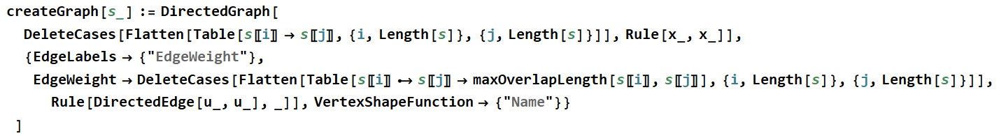 createGraph[s_] := DirectedGraph[
DeleteCases[Flatten[Table[s〚i〛 → s〚j〛, {i, Length[s]}, {j, Length[s]}]], Rule[x_, x_]],
{EdgeLabels → {"EdgeWeight"},
EdgeWeight → DeleteCases[Flatten[Table[s〚i〛 ↦ s〚j〛 → maxOverlapLength[s〚i〛, s〚j〛], {i, Length[s]}, {j, Length[s]}]],
Rule[DirectedEdge[u_, u_], _]], VertexShapeFunction → {"Name"}}
]